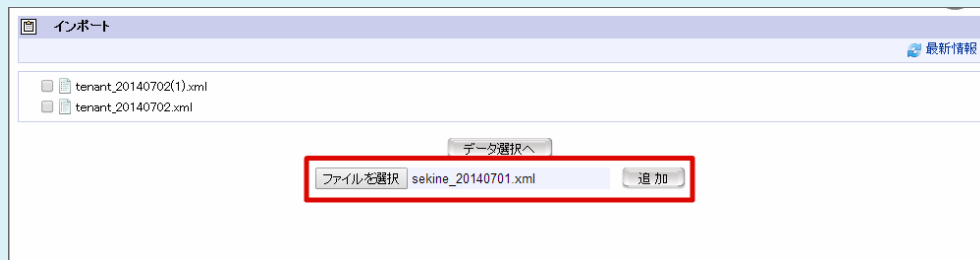 インポート
最新情報
tenant_20140702(1).xml
tenant_20140702.xml
データ選択へ
ファイルを選択 sekine_20140701.xml 追加